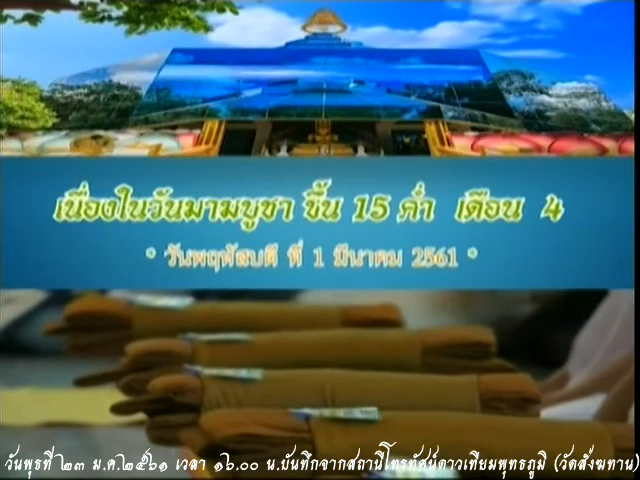 เนื่องในวันมาฆบูชา ขึ้น 15 ค่ำ เดือน 4
* วันพฤหัสบดี ที่ 1 มีนาคม 2561 *
วันพุธที่ ๒๓ ม.ค.๒๕๖๑ เวลา ๑๖.๐๐ น.บันทึกจากสถานีโทรทัศน์ดาวเทียมพุทธภูมิ (วัดสังฆทาน)